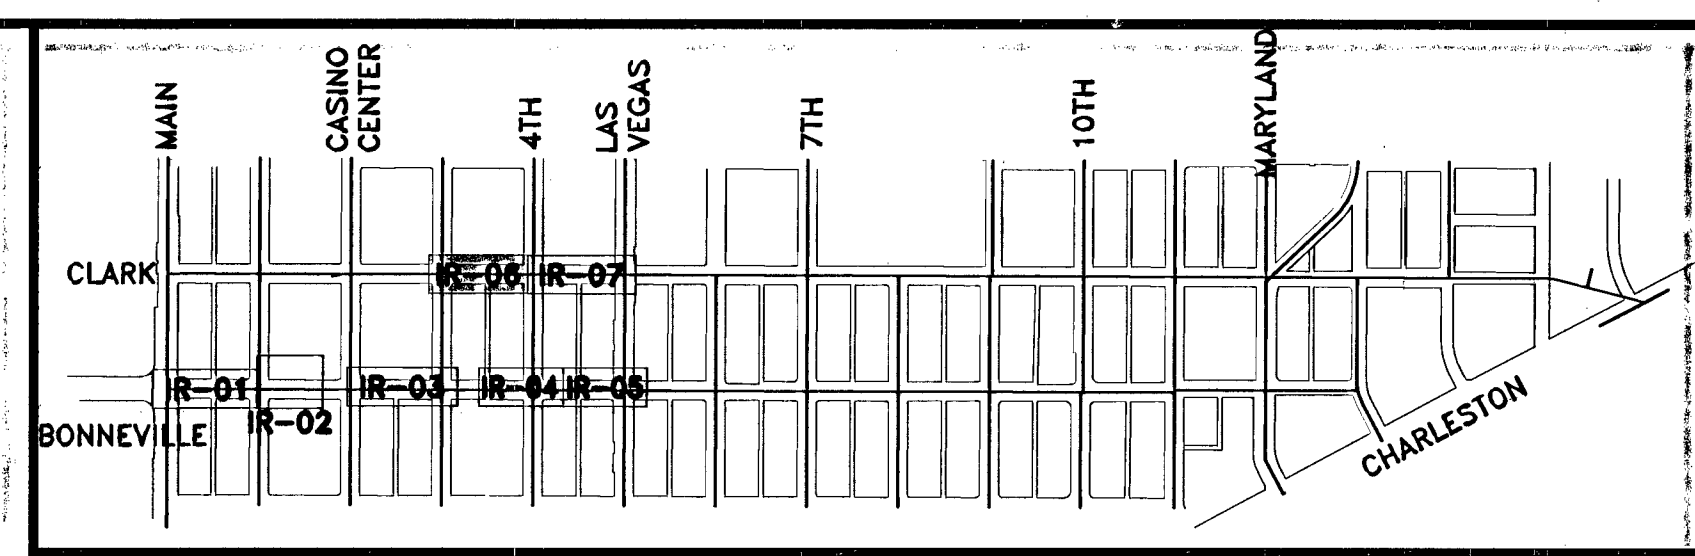 MAIN
CASINO
CENTER
4TH
LAS
VEGAS
7TH
10TH
MARYLAND
CLARK
IR-06
IR-07
IR-01
IR-02
IR-03
IR-04
IR-05
BONNEVILLE
CHARLESTON